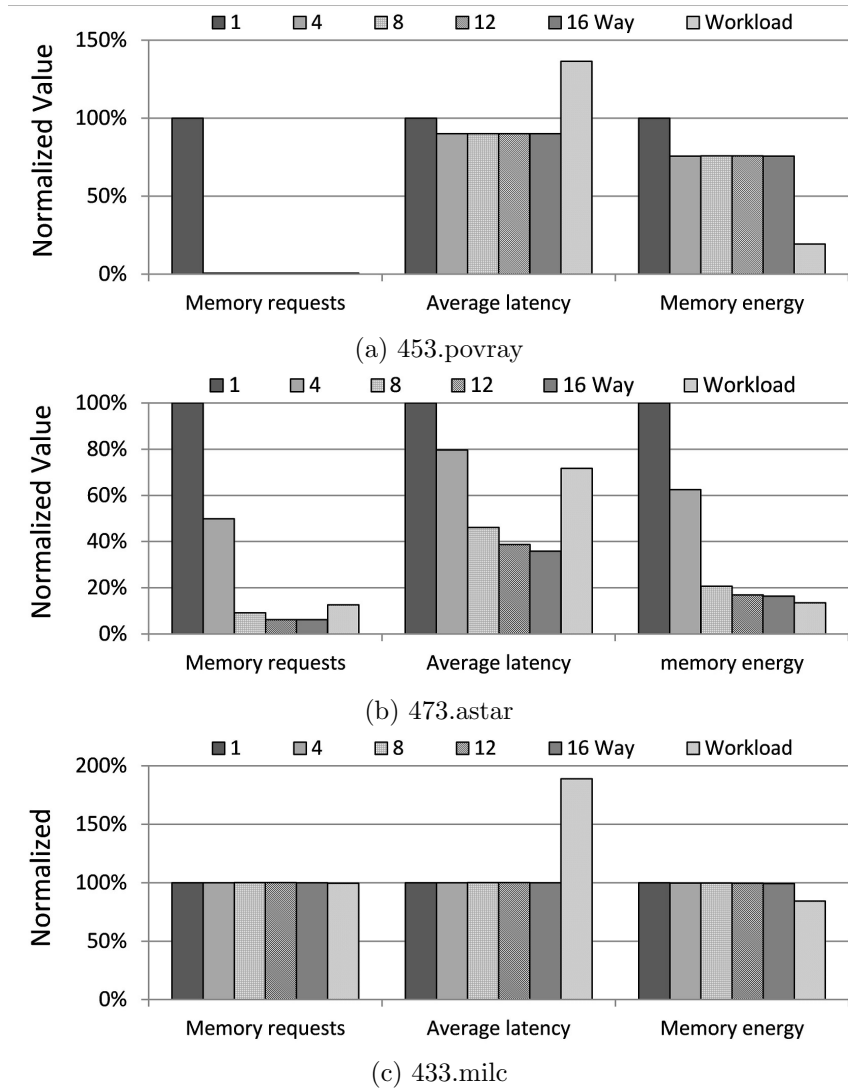 1 4 8 12 16 Way Workload
150%
100%
50%
0%
Normalized Value
Memory requests Average latency Memory energy
(a) 453.povray
1 4 8 12 16 Way Workload
100%
80%
60%
40%
20%
0%
Normalized Value
Memory requests Average latency memory energy
(b) 473.astar
1 4 8 12 16 Way Workload
200%
150%
100%
50%
0%
Normalized
Memory requests Average latency Memory energy
(c) 433.milc